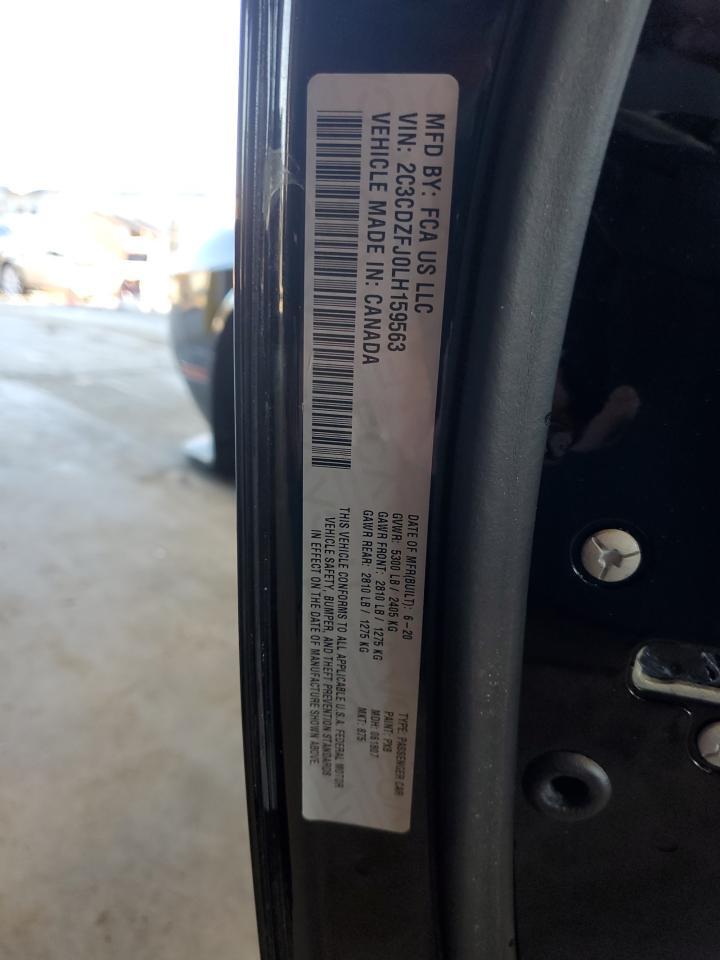 MFD BY: FCA US LLC
VIN: 2C3CDZFJ0LH159563
VEHICLE MADE IN: CANADA
DATE OF MFR(BUILT): 6-20
GVWR: 5300 LB / 2405 KG
GAWR FRONT: 2810 LB / 1275 KG
GAWR REAR: 2810 LB / 1275 KG
TYPE: PASSENGER CAR
PAINT: PX8
MDH: 061807
MKT: 875
THIS VEHICLE CONFORMS TO ALL APPLICABLE U.S.A. FEDERAL MOTOR
VEHICLE SAFETY, BUMPER, AND THEFT PREVENTION STANDARDS
IN EFFECT ON THE DATE OF MANUFACTURE SHOWN ABOVE.